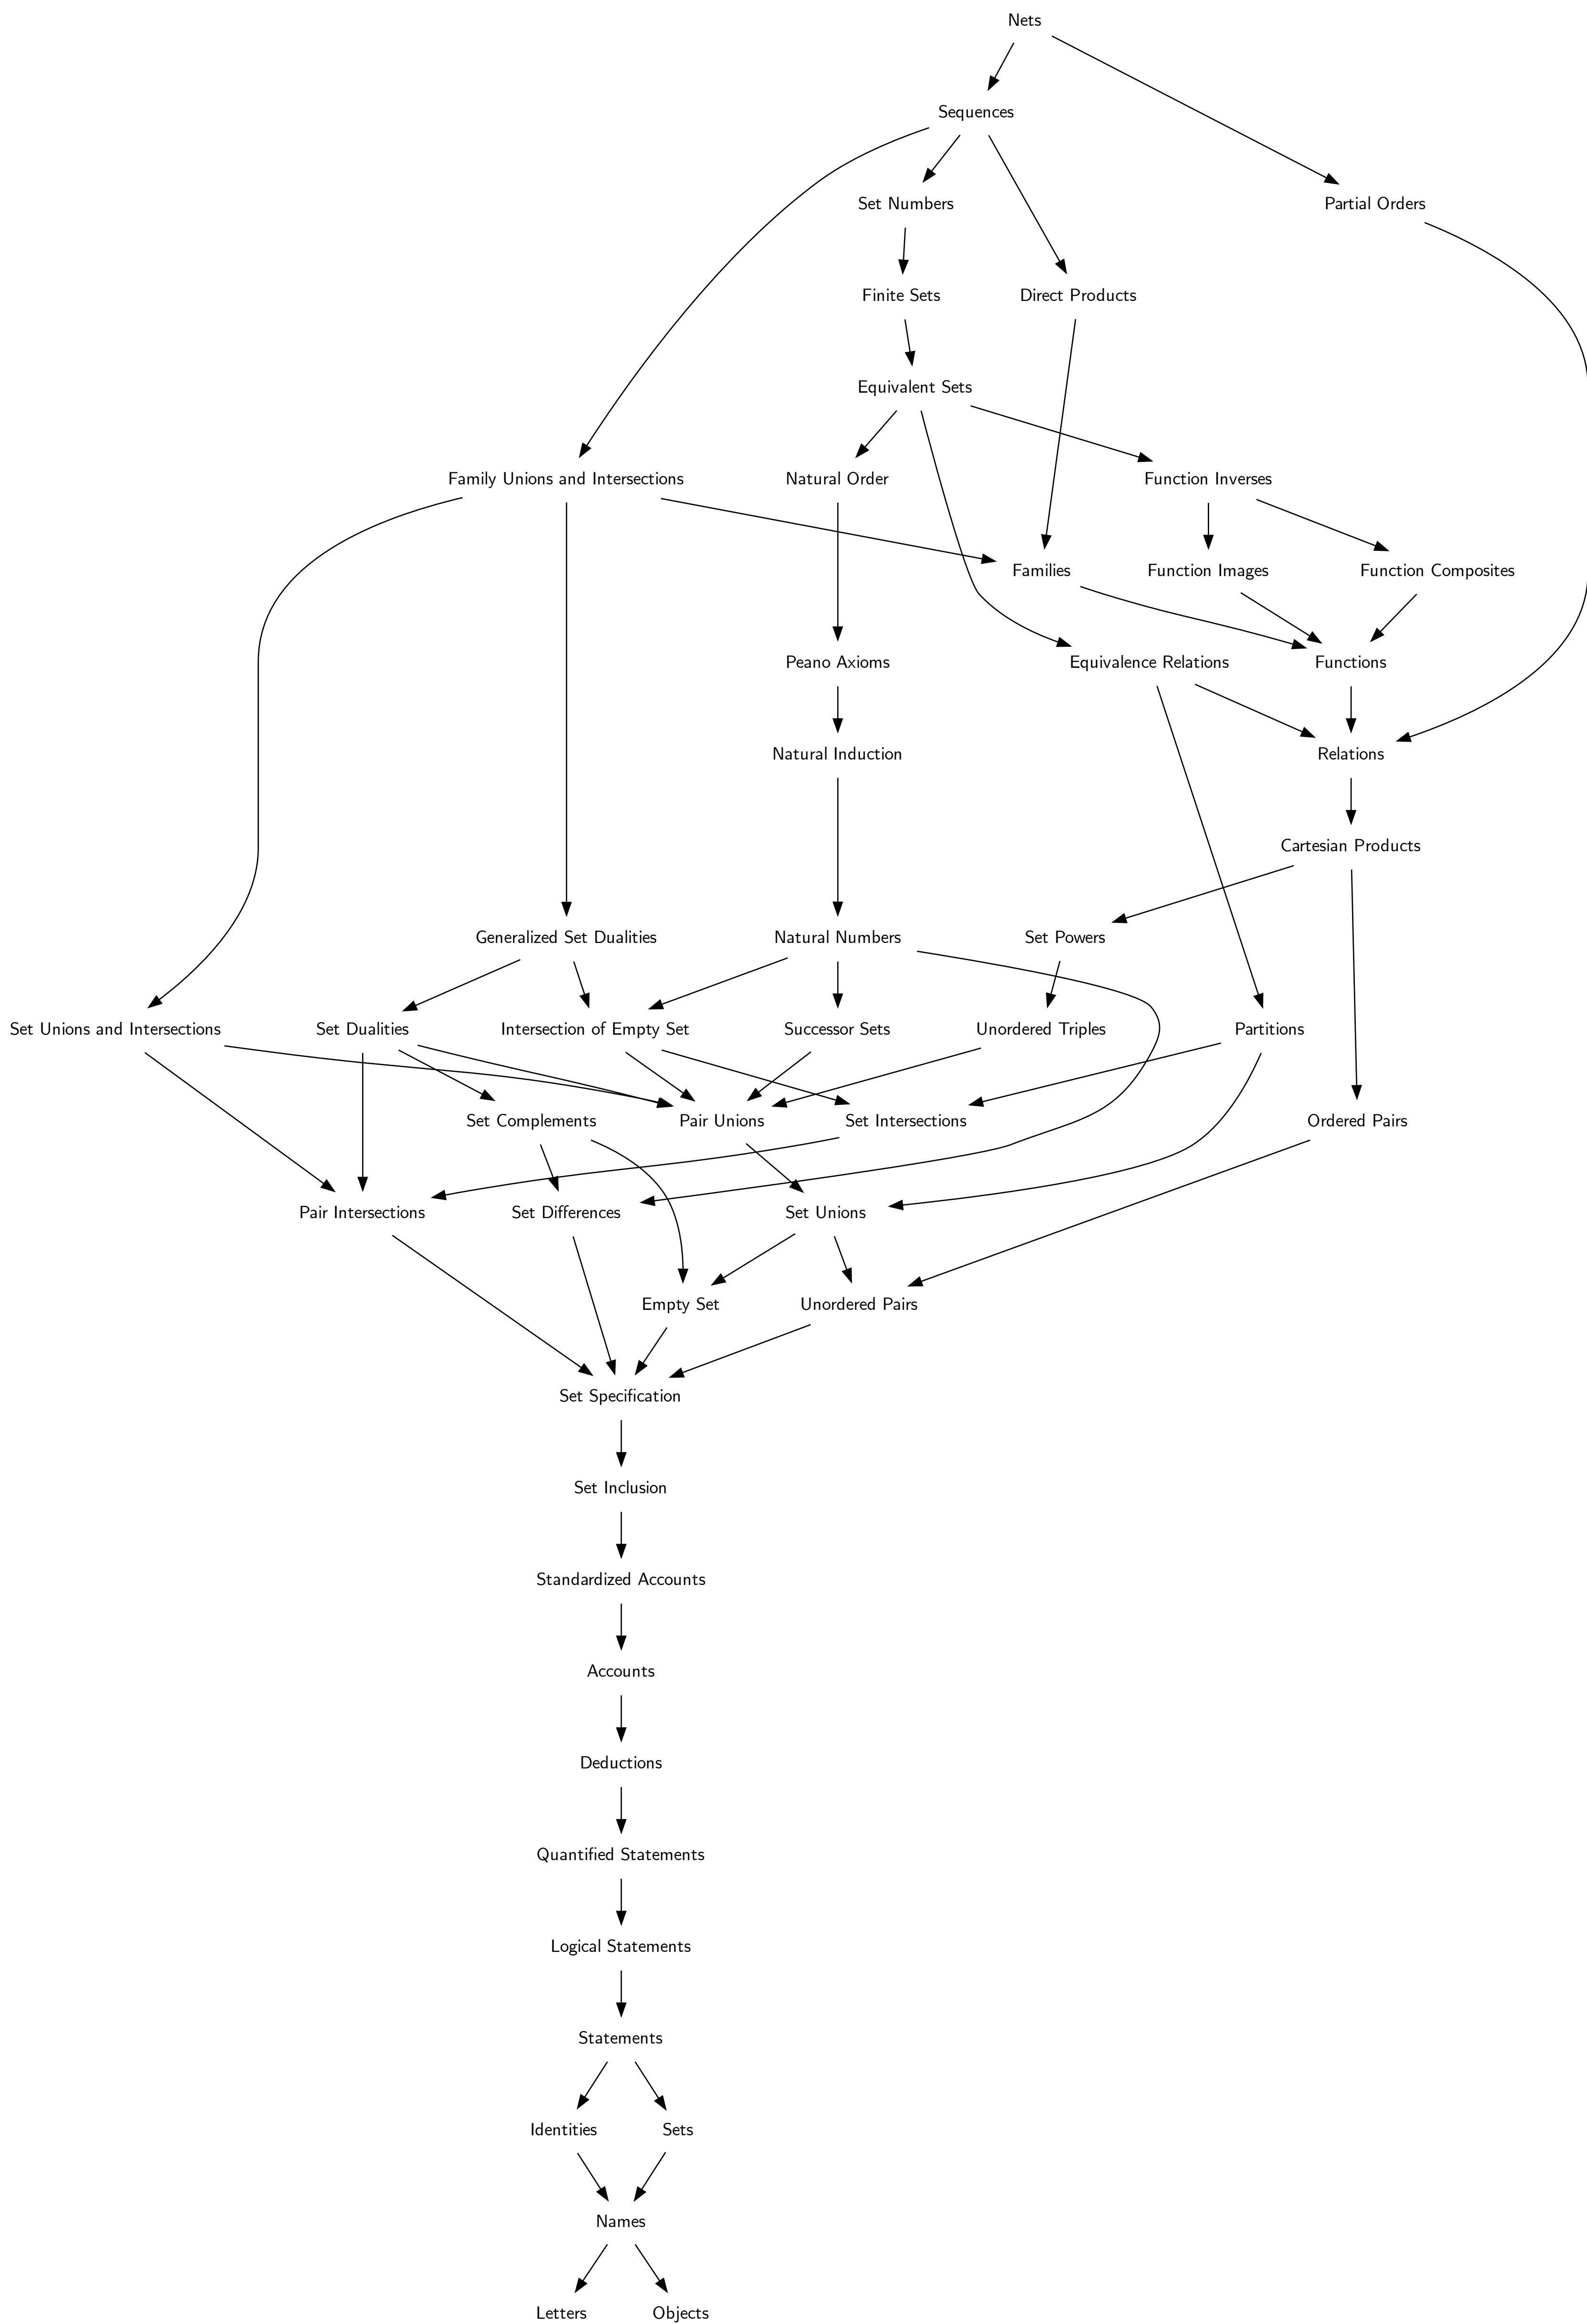 Nets
Sequences
Set Numbers
Partial Orders
Finite Sets
Direct Products
Equivalent Sets
Family Unions and Intersections
Natural Order
Function Inverses
Families
Function Images
Function Composites
Peano Axioms
Equivalence Relations
Functions
Natural Induction
Relations
Cartesian Products
Generalized Set Dualities
Natural Numbers
Set Powers
Set Unions and Intersections
Set Dualities
Intersection of Empty Set
Successor Sets
Unordered Triples
Partitions
Set Complements
Pair Unions
Set Intersections
Ordered Pairs
Pair Intersections
Set Differences
Set Unions
Empty Set
Unordered Pairs
Set Specification
Set Inclusion
Standardized Accounts
Accounts
Deductions
Quantified Statements
Logical Statements
Statements
Identities
Sets
Names
Letters
Objects